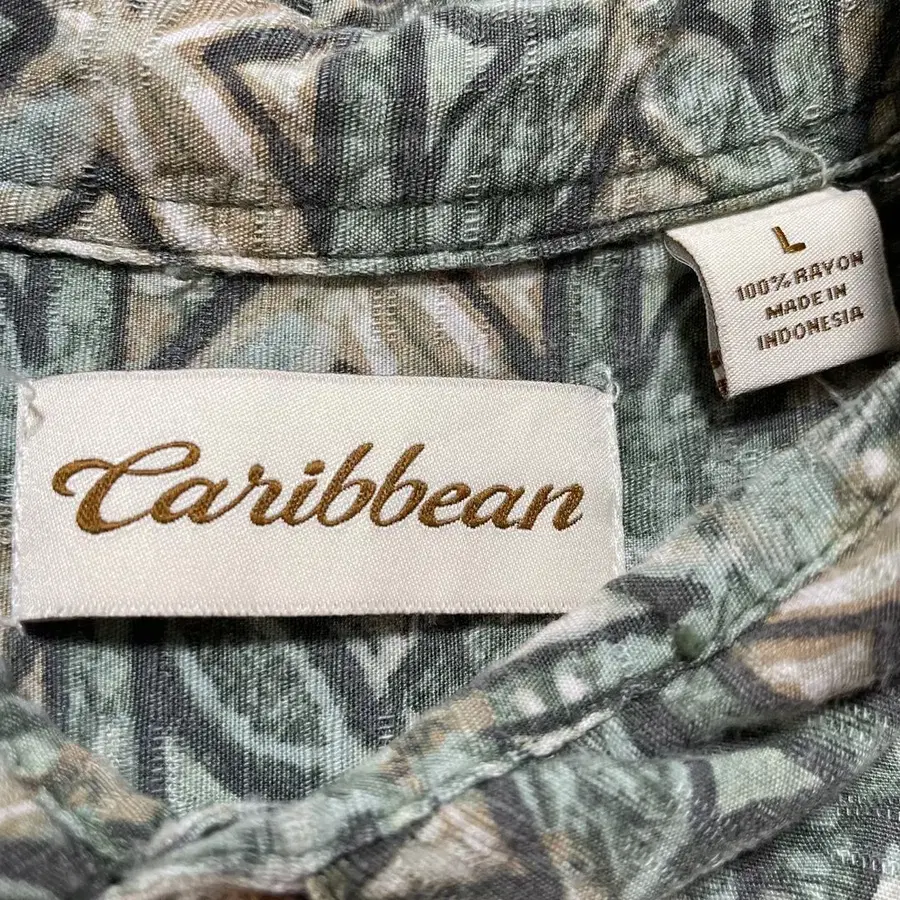 Caribbean
L
100% RAYON
MADE IN
INDONESIA